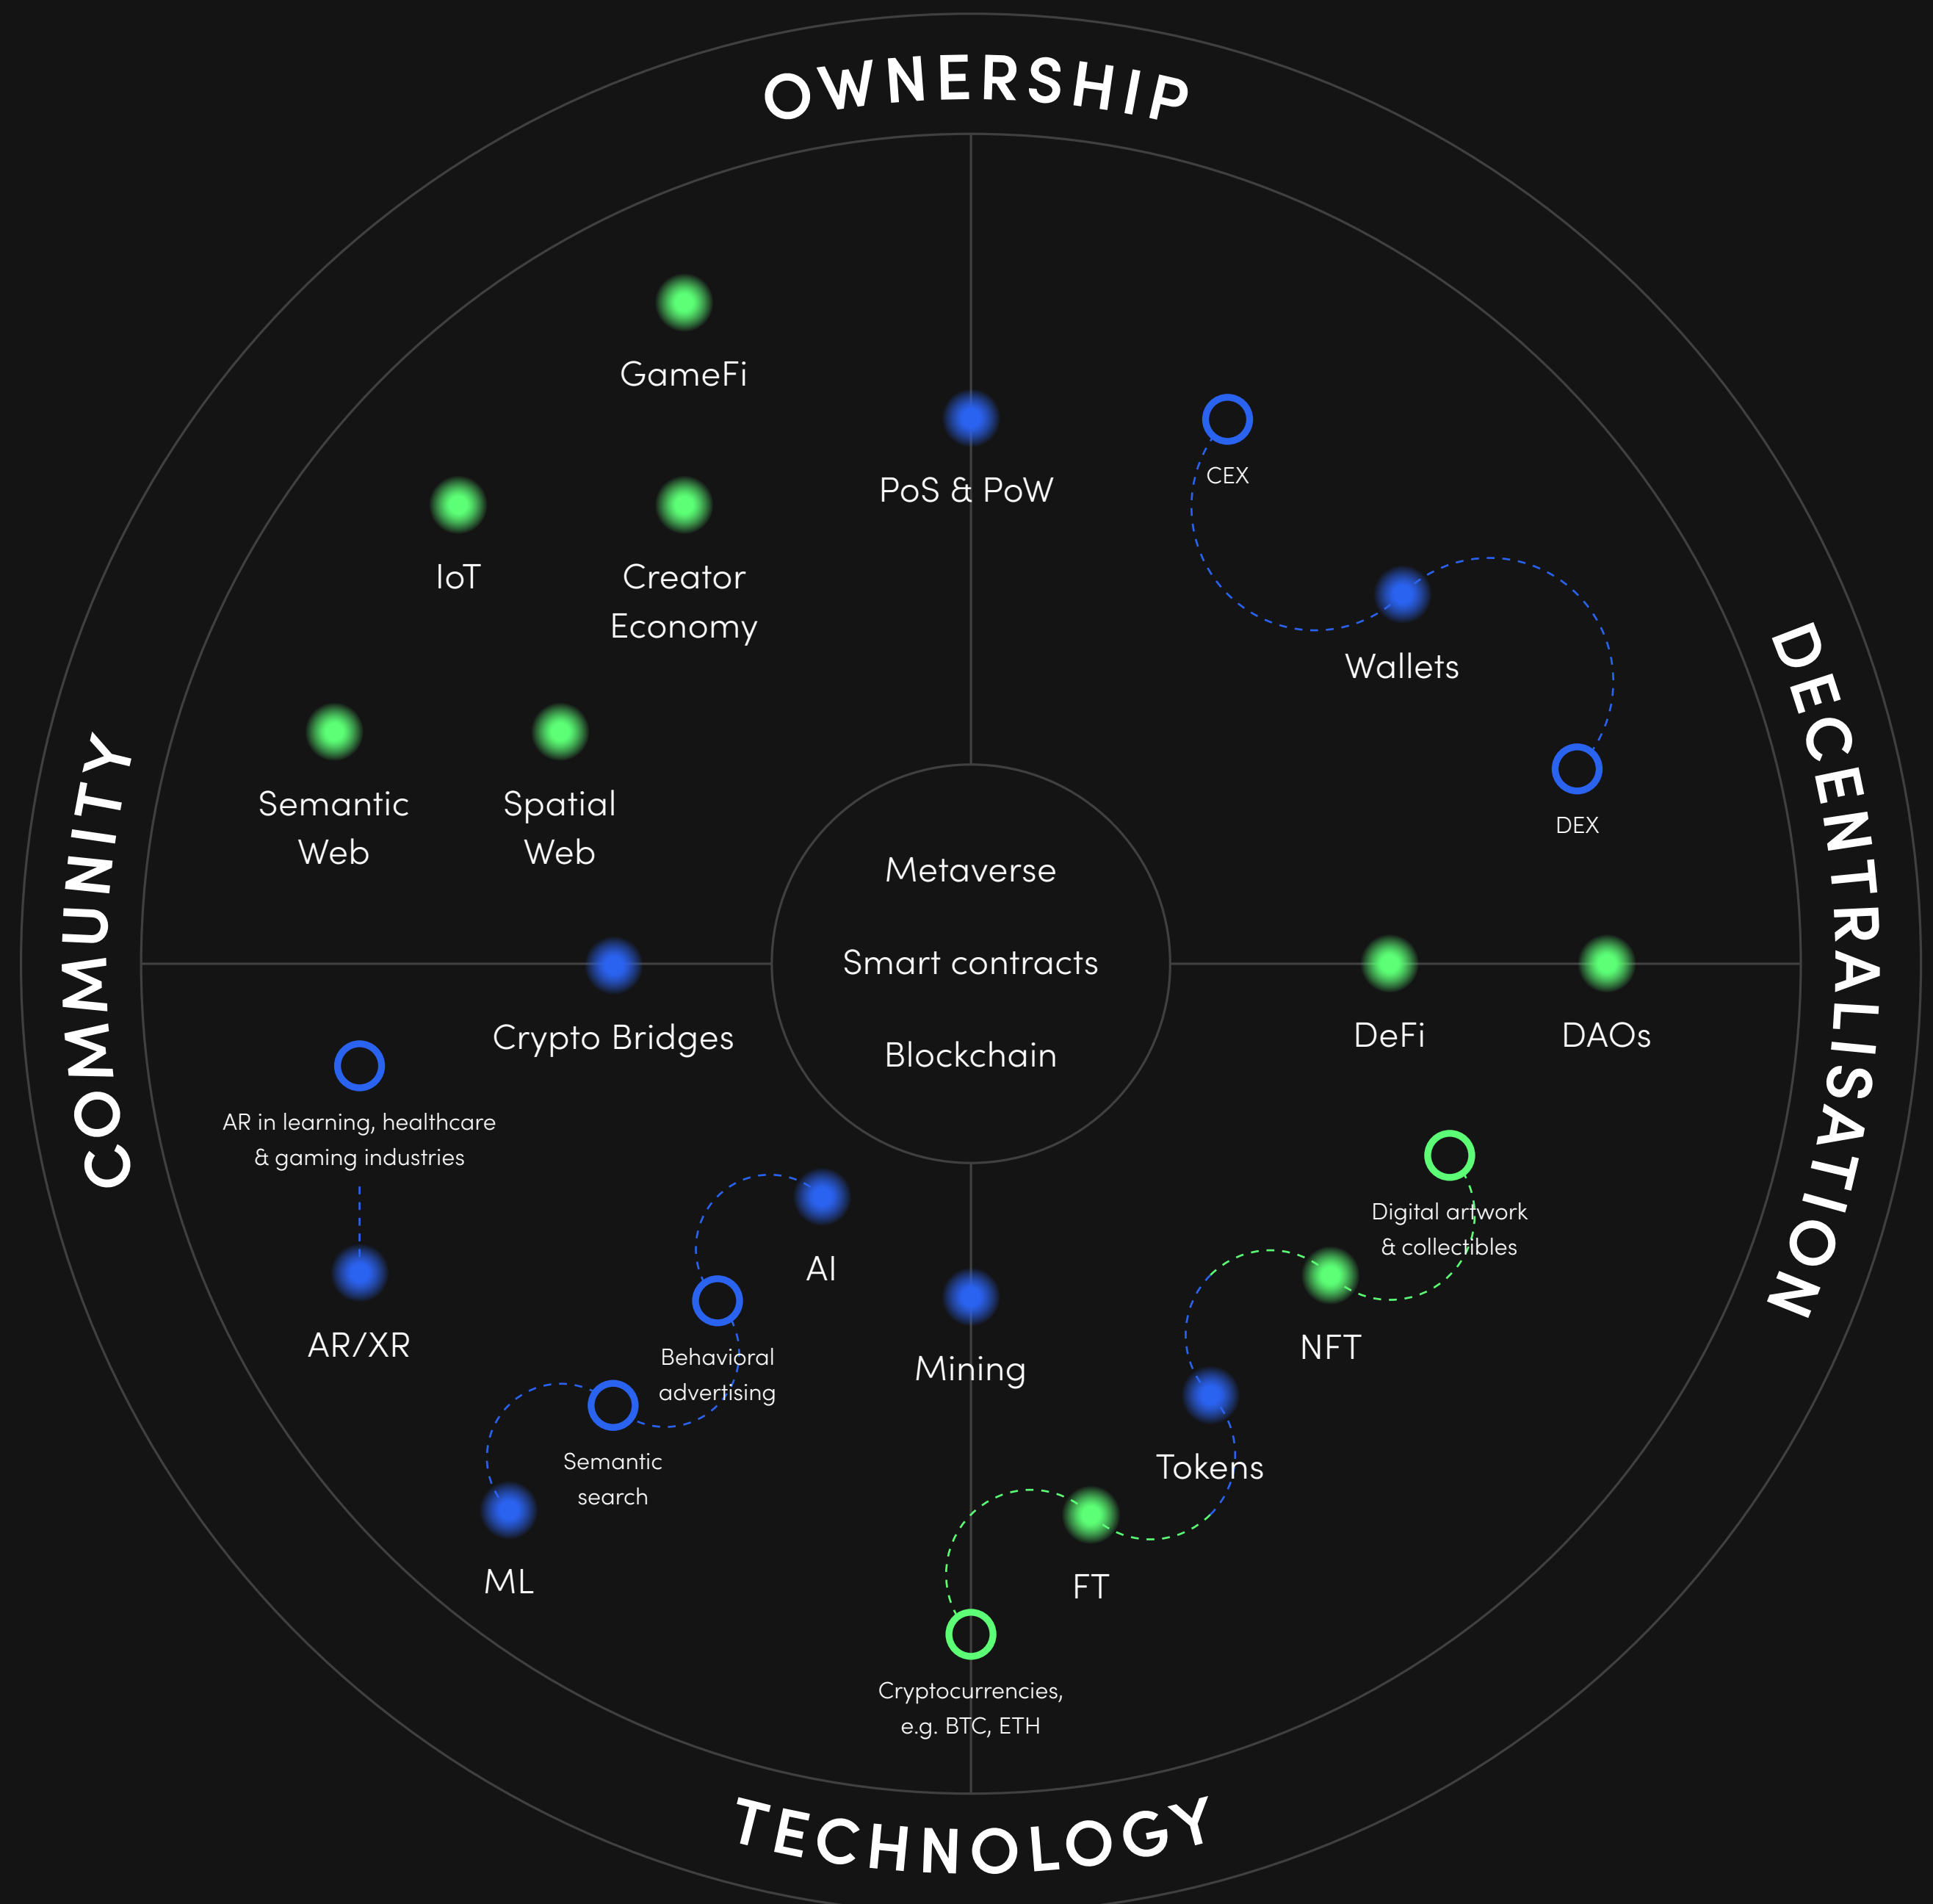 OWNERSHIP
GameFi
PoS & PoW
CEX
IoT
Creator
Economy
Wallets
Semantic
Web
Spatial
Web
DEX
COMMUNITY
DECENTRALISATION
Metaverse
Smart contracts
Blockchain
Crypto Bridges
DeFi
DAOs
AR in learning, healthcare
& gaming industries
Digital artwork
& collectibles
AI
AR/XR
Behavioral
advertising
Mining
NFT
Semantic
search
Tokens
ML
FT
Cryptocurrencies,
e.g. BTC, ETH
TECHNOLOGY